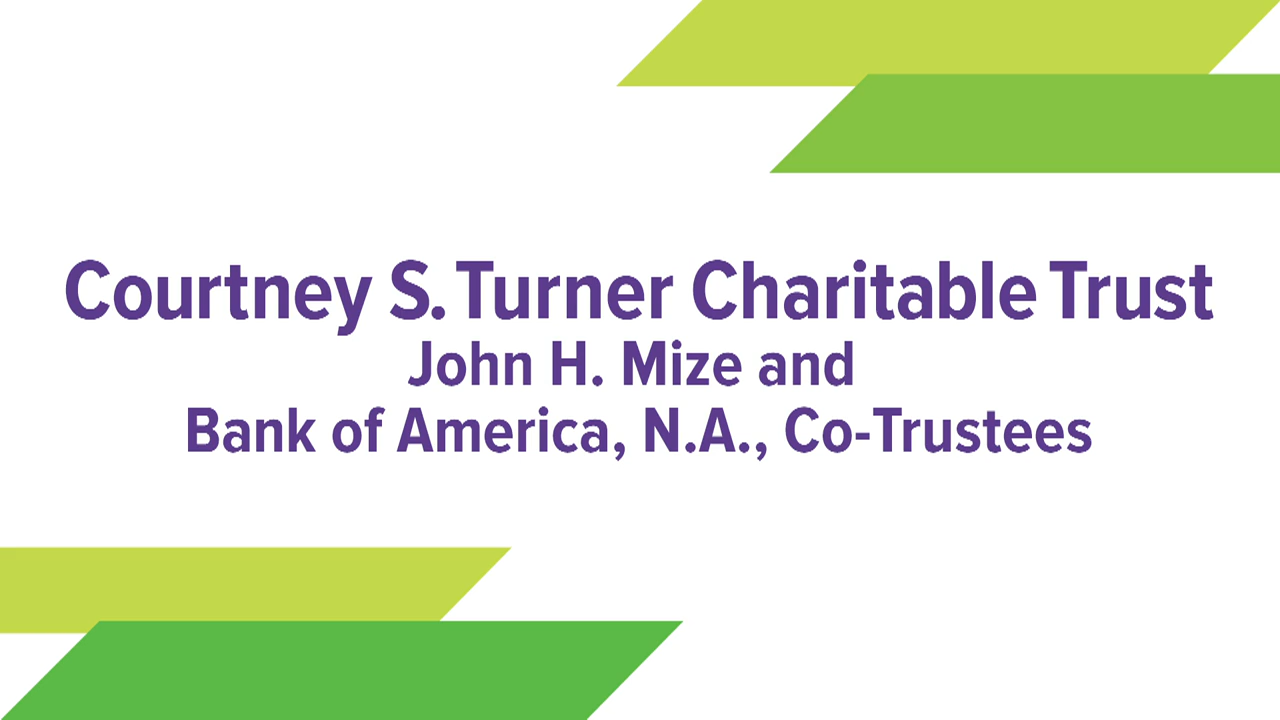 Courtney S. Turner Charitable Trust
John H. Mize and
Bank of America, N.A., Co-Trustees